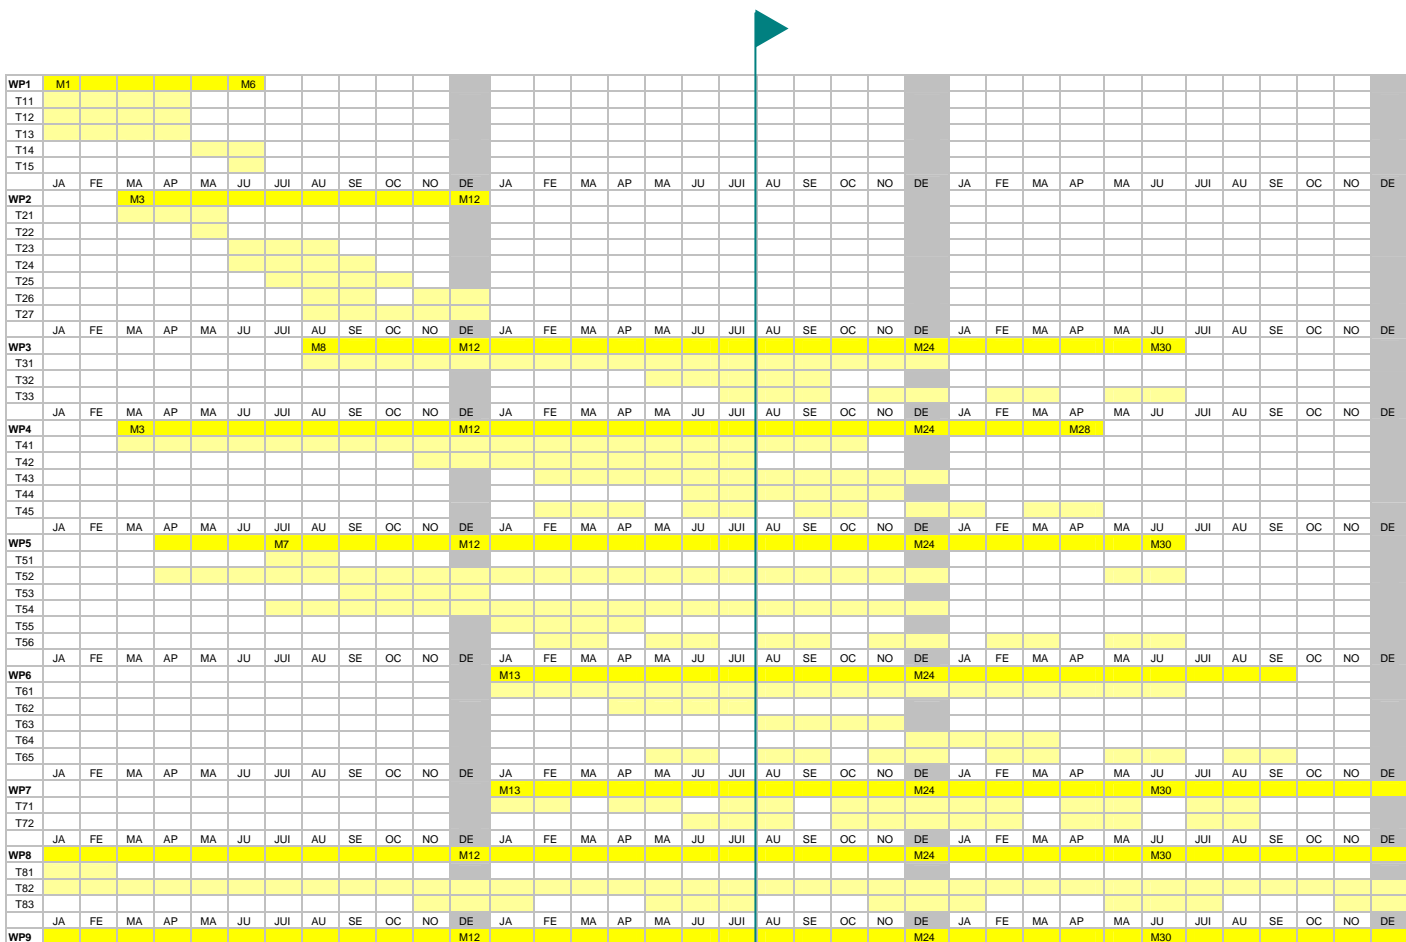 WP1 M1 M6
T11
T12
T13
T14
T15
JA FE MA AP MA JU JUI AU SE OC NO DE JA FE MA AP MA JU JUI AU SE OC NO DE JA FE MA AP MA JU JUI AU SE OC NO DE
WP2 M3 M12
T21
T22
T23
T24
T25
T26
T27
JA FE MA AP MA JU JUI AU SE OC NO DE JA FE MA AP MA JU JUI AU SE OC NO DE JA FE MA AP MA JU JUI AU SE OC NO DE
WP3 M8 M12 M24 M30
T31
T32
T33
JA FE MA AP MA JU JUI AU SE OC NO DE JA FE MA AP MA JU JUI AU SE OC NO DE JA FE MA AP MA JU JUI AU SE OC NO DE
WP4 M3 M12 M24 M28
T41
T42
T43
T44
T45
JA FE MA AP MA JU JUI AU SE OC NO DE JA FE MA AP MA JU JUI AU SE OC NO DE JA FE MA AP MA JU JUI AU SE OC NO DE
WP5 M7 M12 M24 M30
T51
T52
T53
T54
T55
T56
JA FE MA AP MA JU JUI AU SE OC NO DE JA FE MA AP MA JU JUI AU SE OC NO DE JA FE MA AP MA JU JUI AU SE OC NO DE
WP6 M13 M24
T61
T62
T63
T64
T65
JA FE MA AP MA JU JUI AU SE OC NO DE JA FE MA AP MA JU JUI AU SE OC NO DE JA FE MA AP MA JU JUI AU SE OC NO DE
WP7 M13 M24 M30
T71
T72
JA FE MA AP MA JU JUI AU SE OC NO DE JA FE MA AP MA JU JUI AU SE OC NO DE JA FE MA AP MA JU JUI AU SE OC NO DE
WP8 M12 M24 M30
T81
T82
T83
JA FE MA AP MA JU JUI AU SE OC NO DE JA FE MA AP MA JU JUI AU SE OC NO DE JA FE MA AP MA JU JUI AU SE OC NO DE
WP9 M12 M24 M30